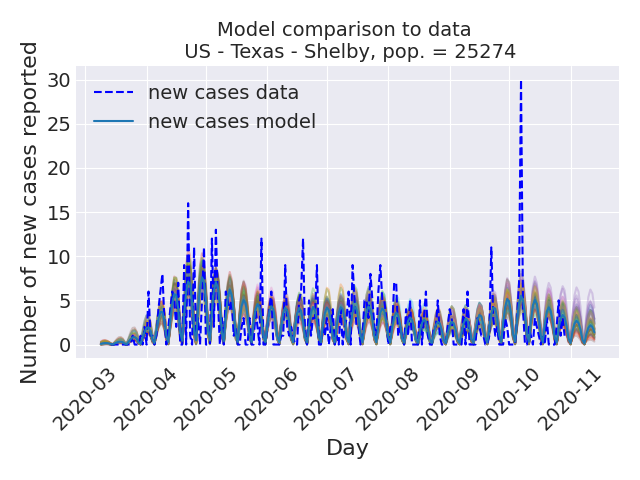 Model comparison to data
US - Texas - Shelby, pop. = 25274
Number of new cases reported
30
25
20
15
10
5
0
new cases data
new cases model
2020-03
2020-04
2020-05
2020-06
2020-07
2020-08
2020-09
2020-10
2020-11
Day